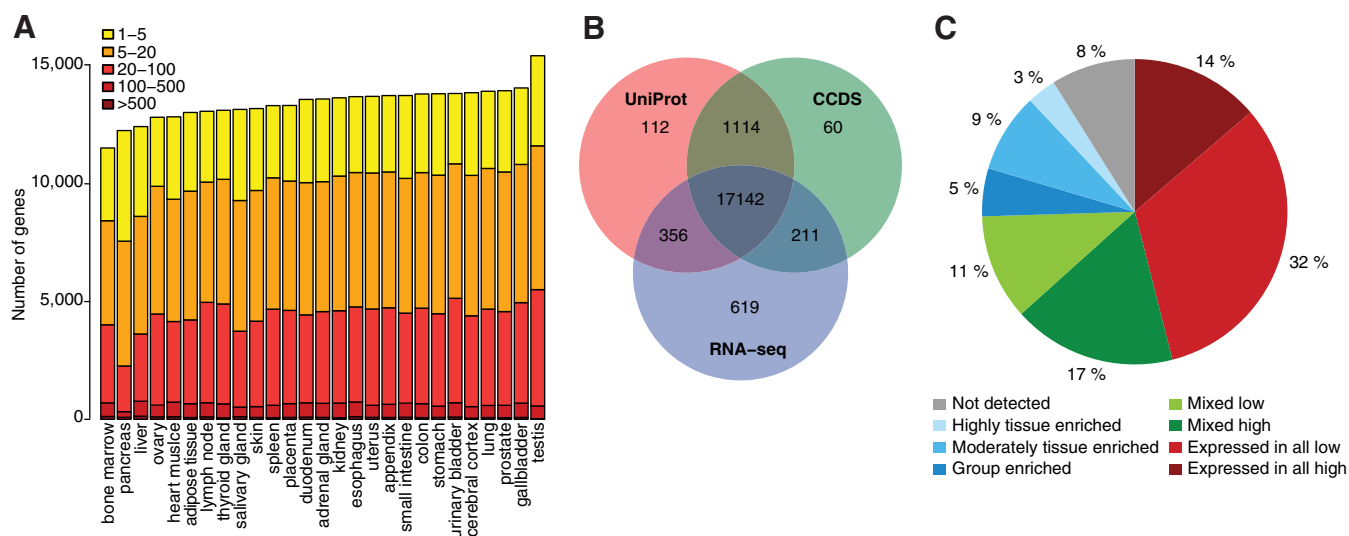 A
1–5
5–20
20–100
100–500
>500
Number of genes
15,000
10,000
5,000
0
bone marrow
pancreas
liver
ovary
heart muslce
adipose tissue
lymph node
thyroid gland
salivary gland
skin
spleen
placenta
duodenum
adrenal gland
kidney
esophagus
uterus
appendix
small intestine
colon
stomach
urinary bladder
cerebral cortex
lung
prostate
gallbladder
testis
B
UniProt
112
1114
CCDS
60
17142
356
211
619
RNA–seq
C
8 %
14 %
3 %
9 %
5 %
32 %
11 %
17 %
Not detected
Highly tissue enriched
Moderately tissue enriched
Group enriched
Mixed low
Mixed high
Expressed in all low
Expressed in all high